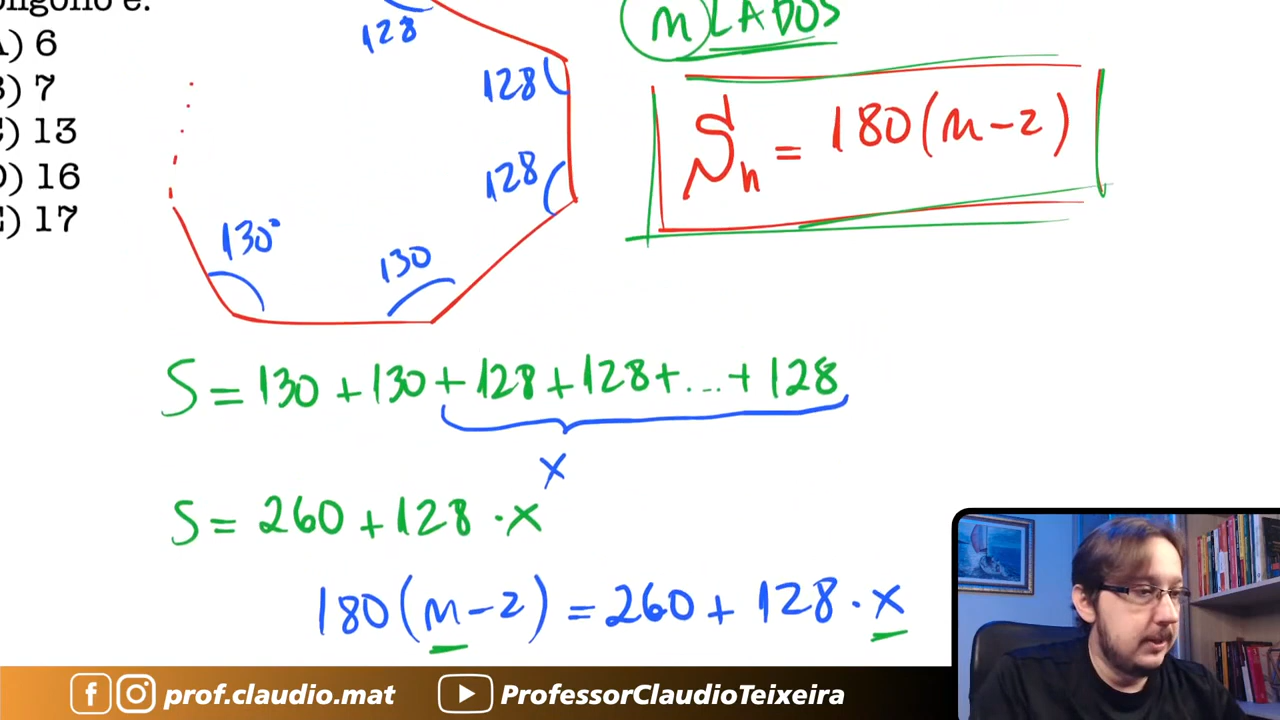 é:
A) 6
B) 7
C) 13
D) 16
E) 17
128
128
128
130°
130
n LADOS
Sn = 180(n-2)
S = 130 + 130 + 128 + 128 + ... + 128
x
S = 260 + 128 · x
180(n-2) = 260 + 128 · x
prof.claudio.mat
ProfessorClaudioTeixeira